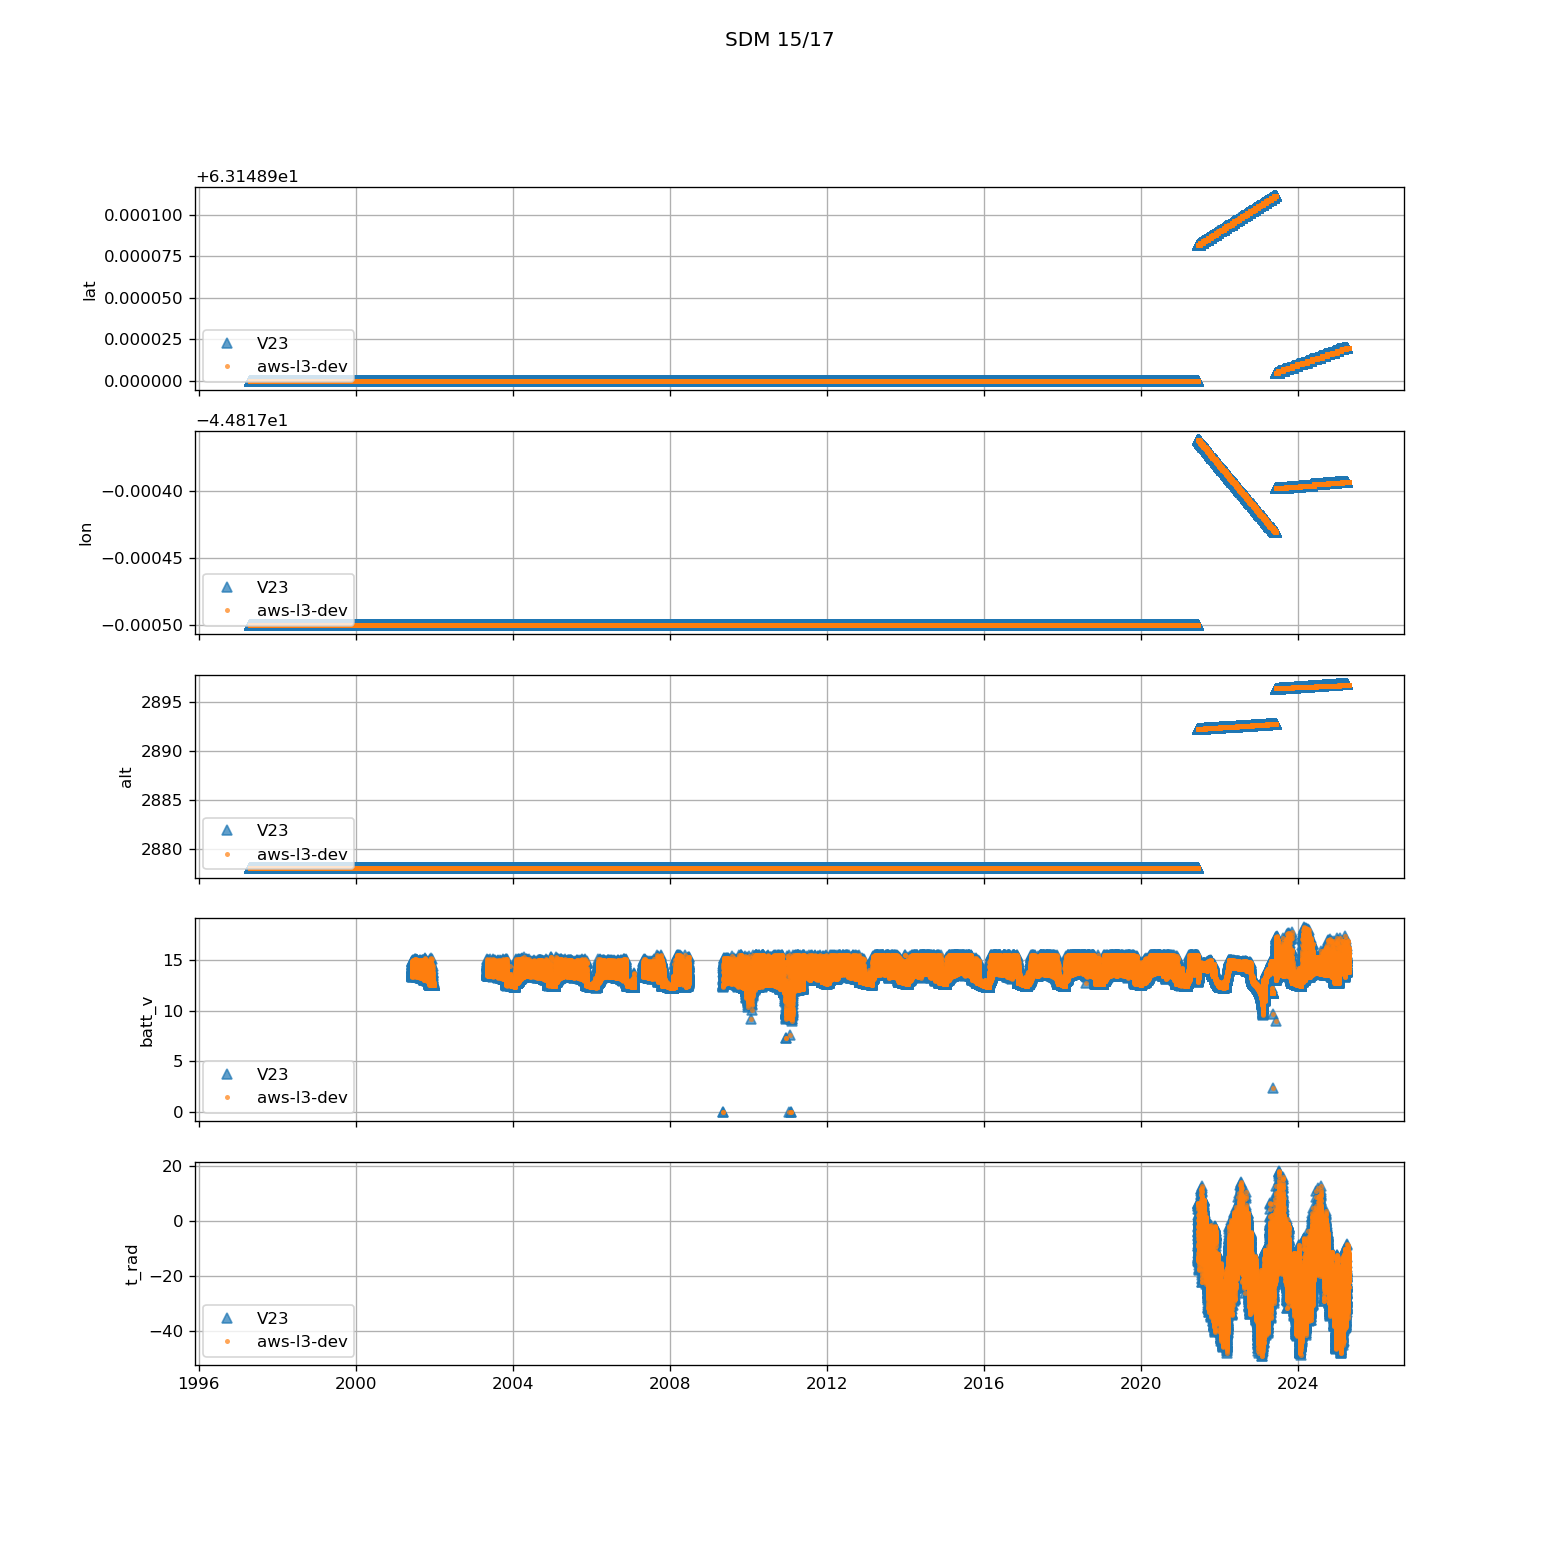 SDM 15/17
+6.31489e1
0.000100
0.000075
0.000050
0.000025
0.000000
lat
V23
aws-l3-dev
−4.4817e1
−0.00040
−0.00045
−0.00050
lon
V23
aws-l3-dev
2895
2890
2885
2880
alt
V23
aws-l3-dev
15
10
5
0
batt_v
V23
aws-l3-dev
20
0
−20
−40
t_rad
V23
aws-l3-dev
1996 2000 2004 2008 2012 2016 2020 2024